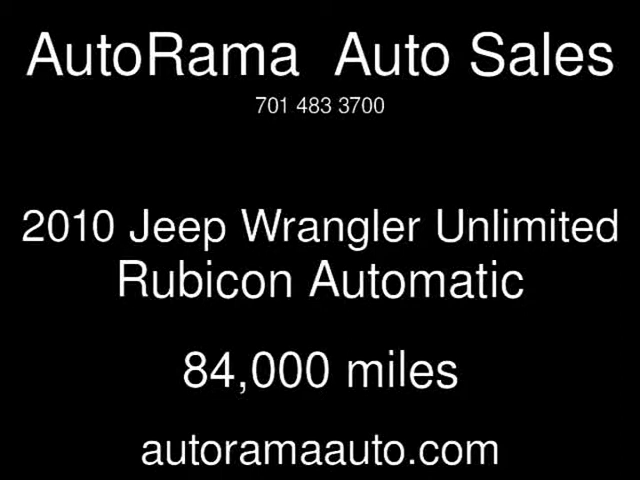 AutoRama Auto Sales
701 483 3700
2010 Jeep Wrangler Unlimited
Rubicon Automatic
84,000 miles
autoramaauto.com